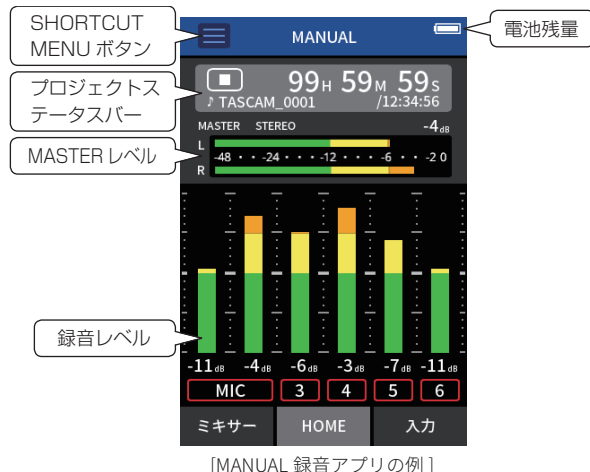 SHORTCUT
MENU ボタン
MANUAL
電池残量
プロジェクトス
テータスバー
99H 59M 59S
♪ TASCAM_0001 /12:34:56
MASTER STEREO -4dB
MASTER レベル
L
-48 ・ ・ -24 ・ ・ ・ -12 ・ ・ ・ -6 ・ ・ -2 0
R
録音レベル
-11dB -4dB -6dB -3dB -7dB -11dB
MIC 3 4 5 6
ミキサー HOME 入力
[MANUAL 録音アプリの例 ]